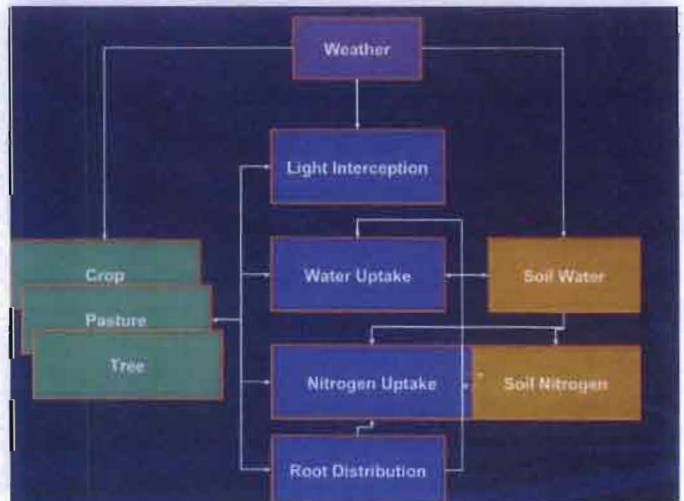 Weather
Light Interception
Crop
Water Uptake
Soil Water
Pasture
Tree
Nitrogen Uptake
Soil Nitrogen
Root Distribution